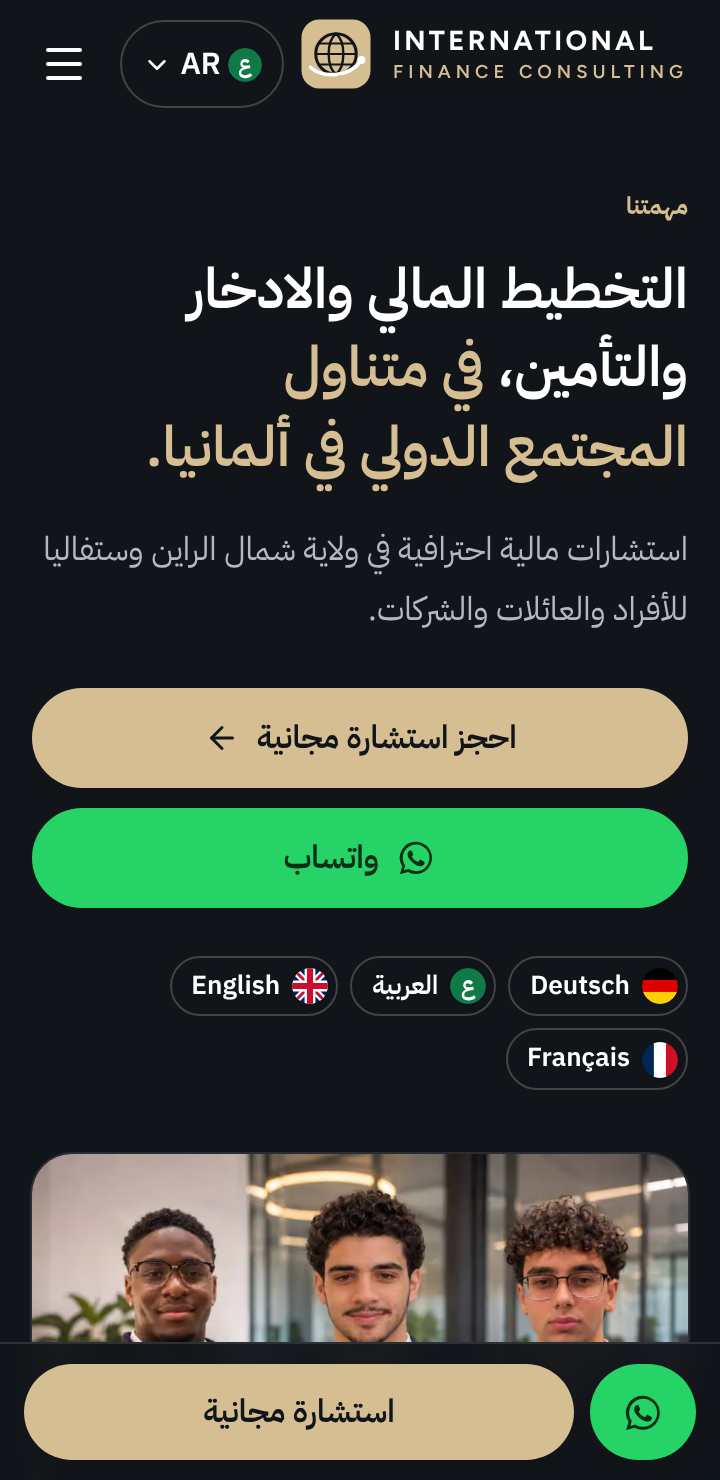 INTERNATIONAL
FINANCE CONSULTING
ع AR
مهمتنا
التخطيط المالي والادخار
والتأمين، في متناول
المجتمع الدولي في ألمانيا.
استشارات مالية احترافية في ولاية شمال الراين وستفاليا
للأفراد والعائلات والشركات.
احجز استشارة مجانية ←
واتساب
Deutsch
ع العربية
English
Français
استشارة مجانية